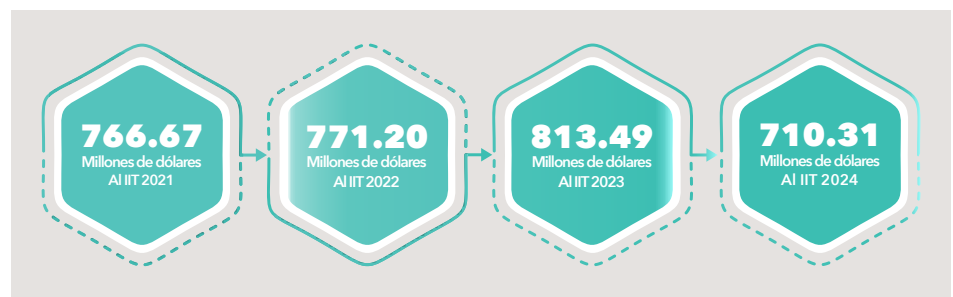 766.67
Millones de dólares
Al IIT 2021
771.20
Millones de dólares
Al IIT 2022
813.49
Millones de dólares
Al IIT 2023
710.31
Millones de dólares
Al IIT 2024